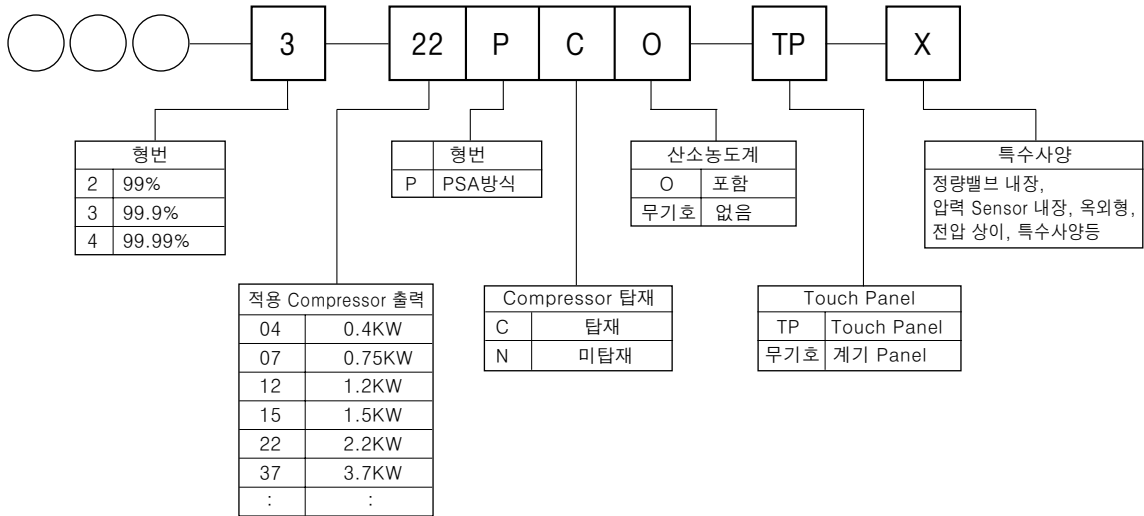 3 22 P C O TP X
형번
2 99%
3 99.9%
4 99.99%
형번
P PSA방식
산소농도계
O 포함
무기호 없음
특수사양
정량밸브 내장,
압력 Sensor 내장, 옥외형,
전압 상이, 특수사양등
적용 Compressor 출력
04 0.4KW
07 0.75KW
12 1.2KW
15 1.5KW
22 2.2KW
37 3.7KW
: :
Compressor 탑재
C 탑재
N 미탑재
Touch Panel
TP Touch Panel
무기호 계기 Panel